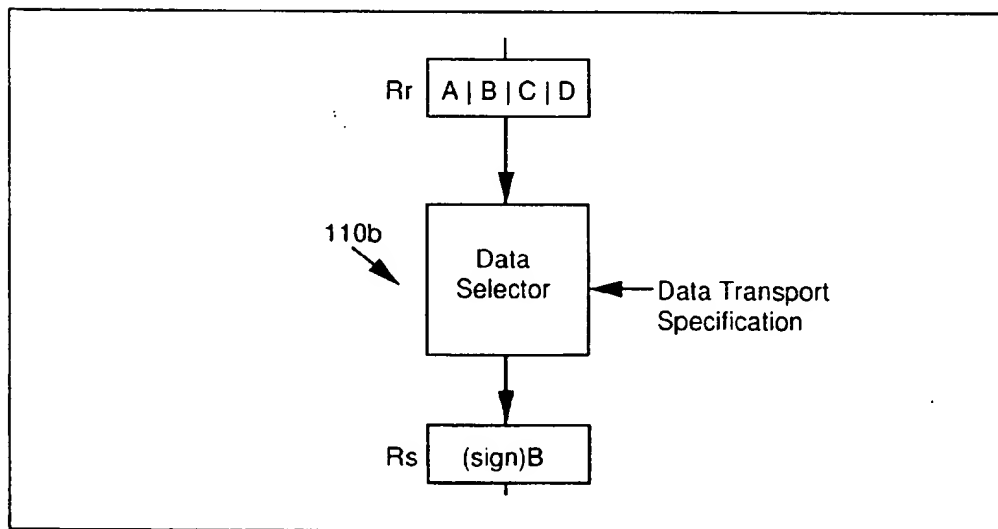 Rr A | B | C | D
110b
Data
Selector
Data Transport
Specification
Rs (sign)B